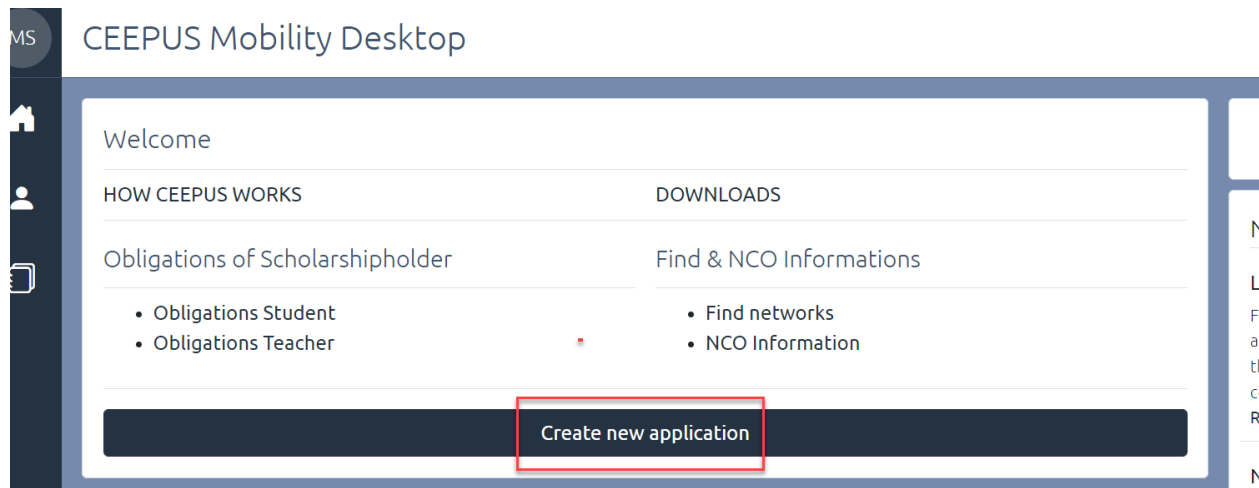 MS
CEEPUS Mobility Desktop
Welcome
HOW CEEPUS WORKS
DOWNLOADS
Obligations of Scholarshipholder
Find & NCO Informations
• Obligations Student
• Obligations Teacher
• Find networks
• NCO Information
Create new application